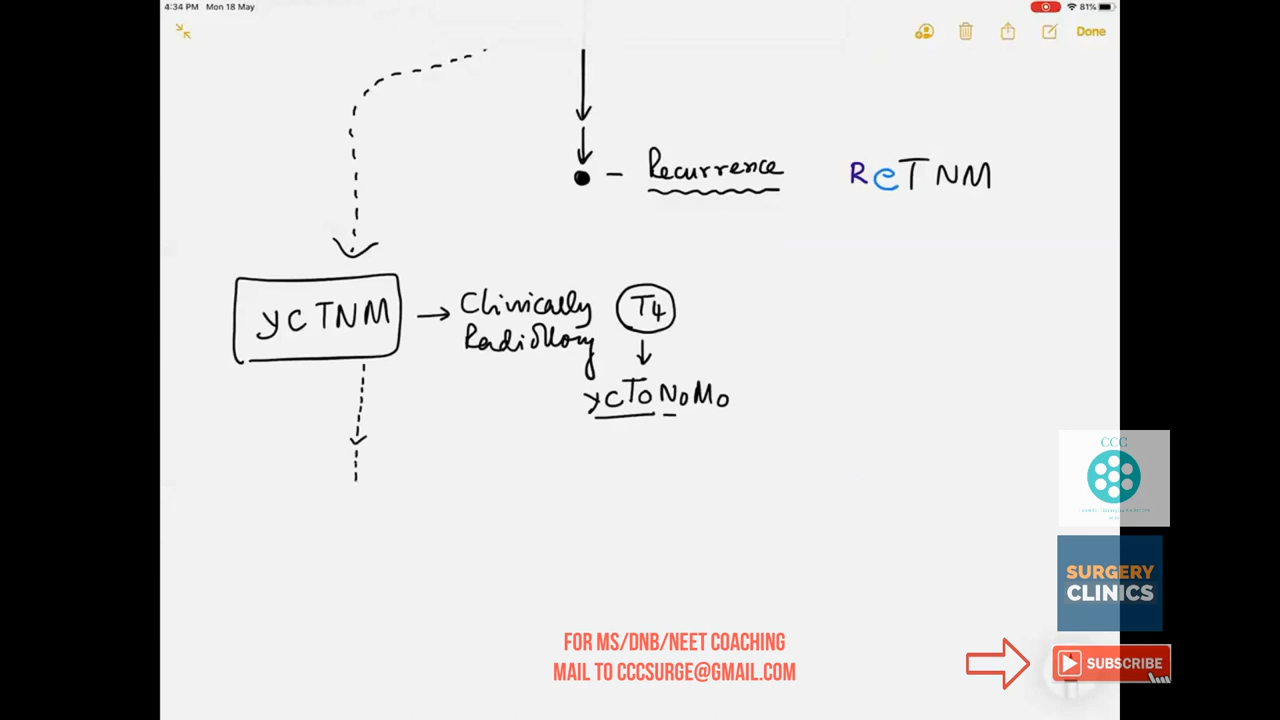 4:34 PM Mon 18 May
81%
Done
Recurrence ReTNM
ycTNM → Clinically T4
Radiology
ycT0N0M0
CCC
SURGERY
CLINICS
FOR MS/DNB/NEET COACHING
MAIL TO CCCSURGE@GMAIL.COM
SUBSCRIBE